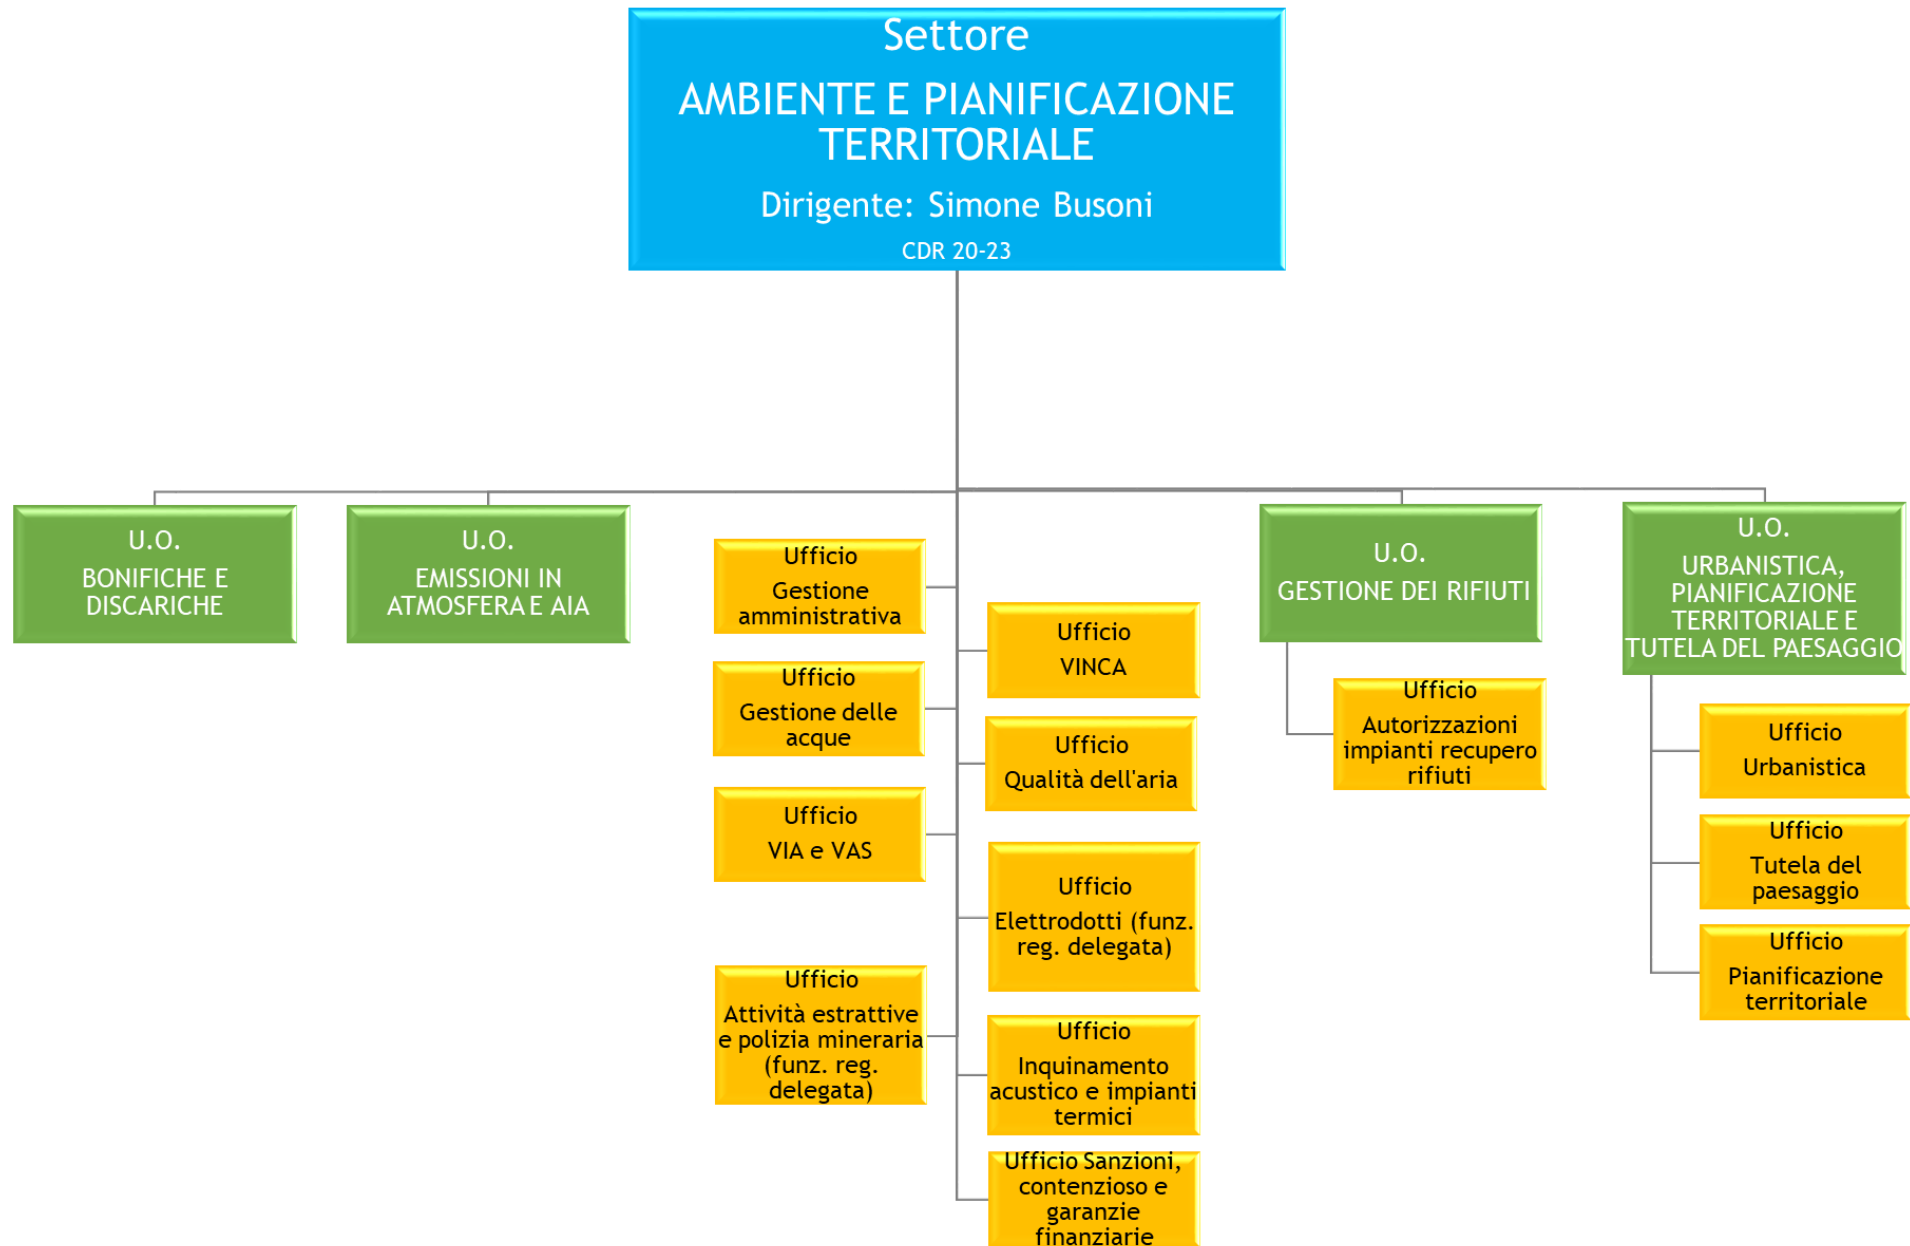 Settore
AMBIENTE E PIANIFICAZIONE
TERRITORIALE
Dirigente: Simone Busoni
CDR 20-23
U.O.
BONIFICHE E
DISCARICHE
U.O.
EMISSIONI IN
ATMOSFERA E AIA
Ufficio
Gestione
amministrativa
Ufficio
Gestione delle
acque
Ufficio
VIA e VAS
Ufficio
Attività estrattive
e polizia mineraria
(funz. reg.
delegata)
Ufficio
VINCA
Ufficio
Qualità dell'aria
Ufficio
Elettrodotti (funz.
reg. delegata)
Ufficio
Inquinamento
acustico e impianti
termici
Ufficio Sanzioni,
contenzioso e
garanzie
finanziarie
U.O.
GESTIONE DEI RIFIUTI
Ufficio
Autorizzazioni
impianti recupero
rifiuti
U.O.
URBANISTICA,
PIANIFICAZIONE
TERRITORIALE E
TUTELA DEL PAESAGGIO
Ufficio
Urbanistica
Ufficio
Tutela del
paesaggio
Ufficio
Pianificazione
territoriale